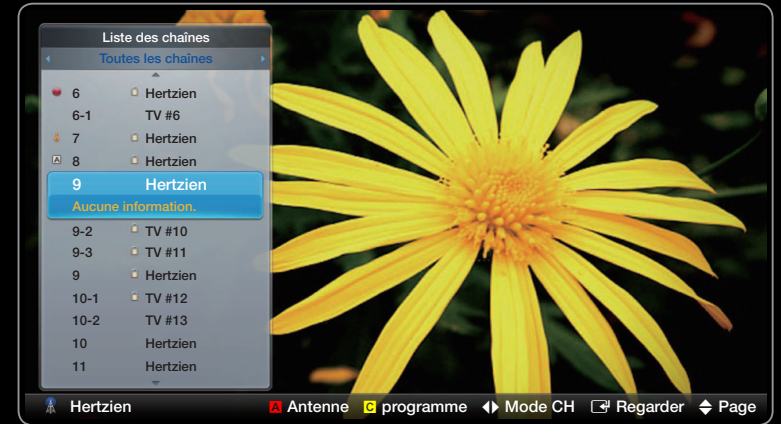 Liste des chaînes
Toutes les chaînes
6 Hertzien
6-1 TV #6
7 Hertzien
A 8 Hertzien
9 Hertzien
Aucune information.
9-2 TV #10
9-3 TV #11
9 Hertzien
10-1 TV #12
10-2 TV #13
10 Hertzien
11 Hertzien
Hertzien A Antenne C programme Mode CH Regarder Page